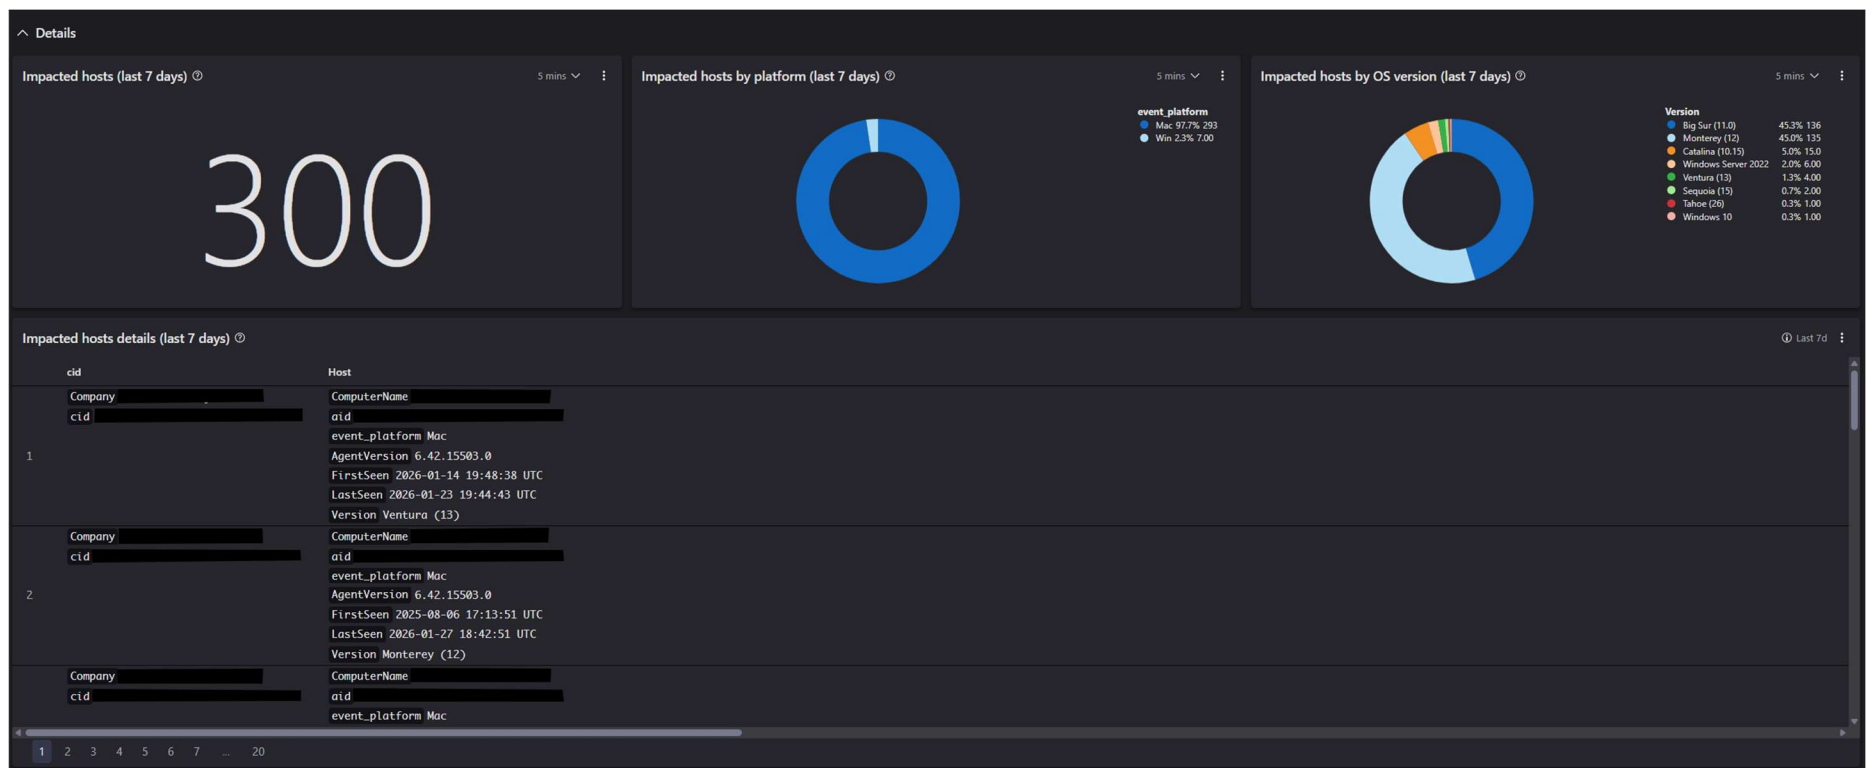 Details
Impacted hosts (last 7 days)
5 mins
300
Impacted hosts by platform (last 7 days)
5 mins
event_platform
Mac 97.7% 293
Win 2.3% 7.00
Impacted hosts by OS version (last 7 days)
5 mins
Version
Big Sur (11.0) 45.3% 136
Monterey (12) 45.0% 135
Catalina (10.15) 5.0% 15.0
Windows Server 2022 2.0% 6.00
Ventura (13) 1.3% 4.00
Sequoia (15) 0.7% 2.00
Tahoe (26) 0.3% 1.00
Windows 10 0.3% 1.00
Impacted hosts details (last 7 days)
Last 7d
cid Host
1
Company
cid
ComputerName
aid
event_platform Mac
AgentVersion 6.42.15503.0
FirstSeen 2026-01-14 19:48:38 UTC
LastSeen 2026-01-23 19:44:43 UTC
Version Ventura (13)
2
Company
cid
ComputerName
aid
event_platform Mac
AgentVersion 6.42.15503.0
FirstSeen 2025-08-06 17:13:51 UTC
LastSeen 2026-01-27 18:42:51 UTC
Version Monterey (12)
Company
cid
ComputerName
aid
event_platform Mac
1 2 3 4 5 6 7 ... 20